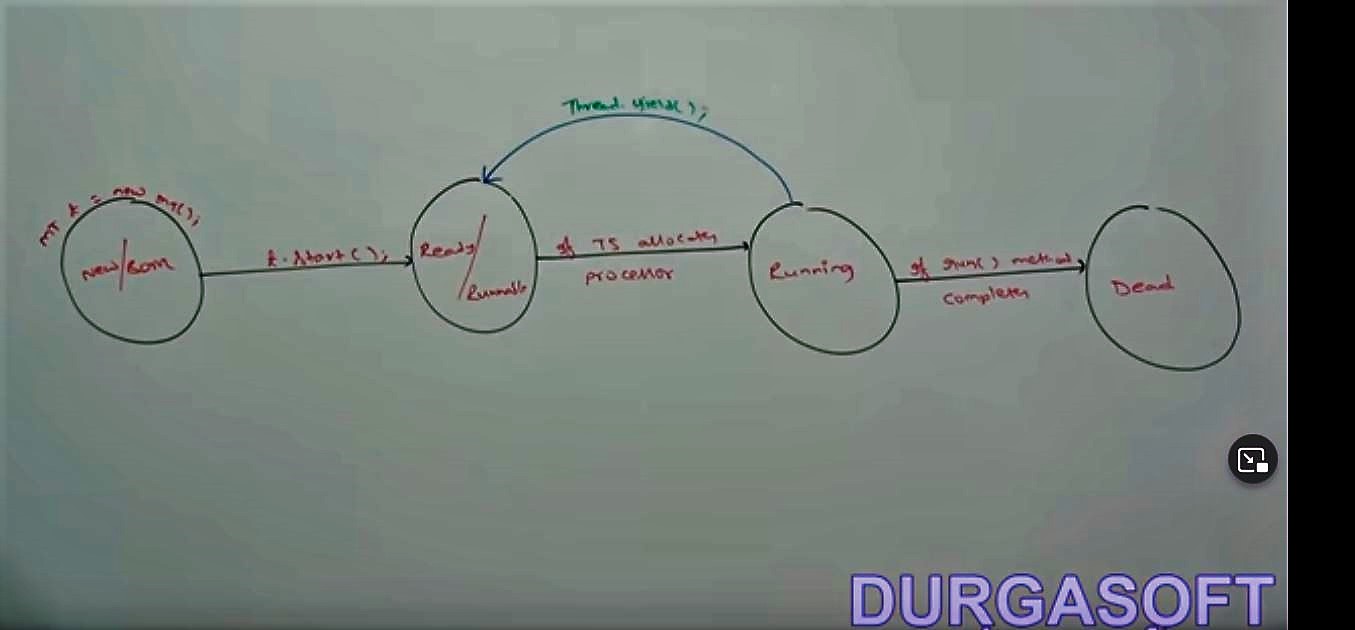 Thread.yield();
MT t = new MT();
New/Born
t.start();
Ready/
Runnable
if TS allocates
processor
Running
if run() method
completes
Dead
DURGASOFT